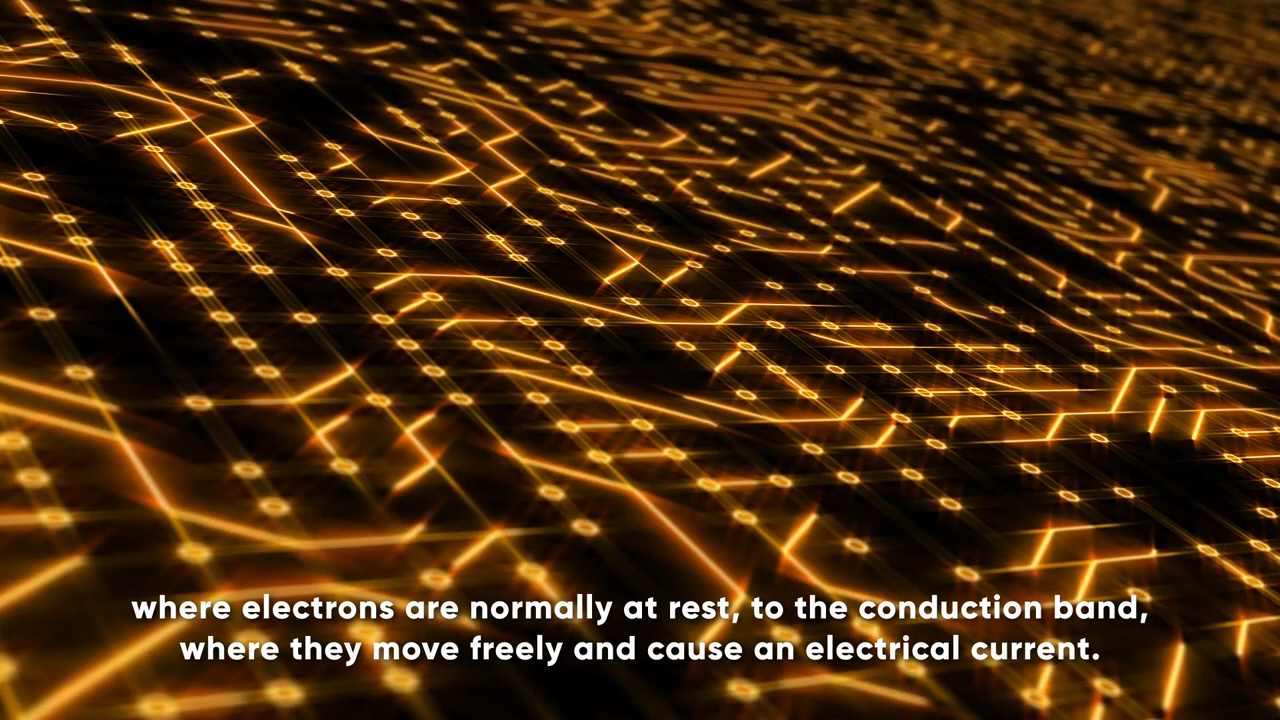 where electrons are normally at rest, to the conduction band,
where they move freely and cause an electrical current.